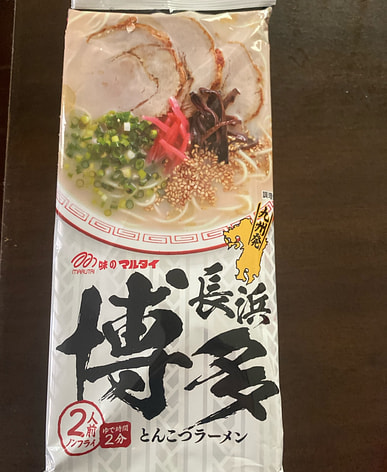 九州発
味のマルタイ
MARUTAI
長浜
博多
2人前
ノンフライ
ゆで時間
2分
とんこつラーメン